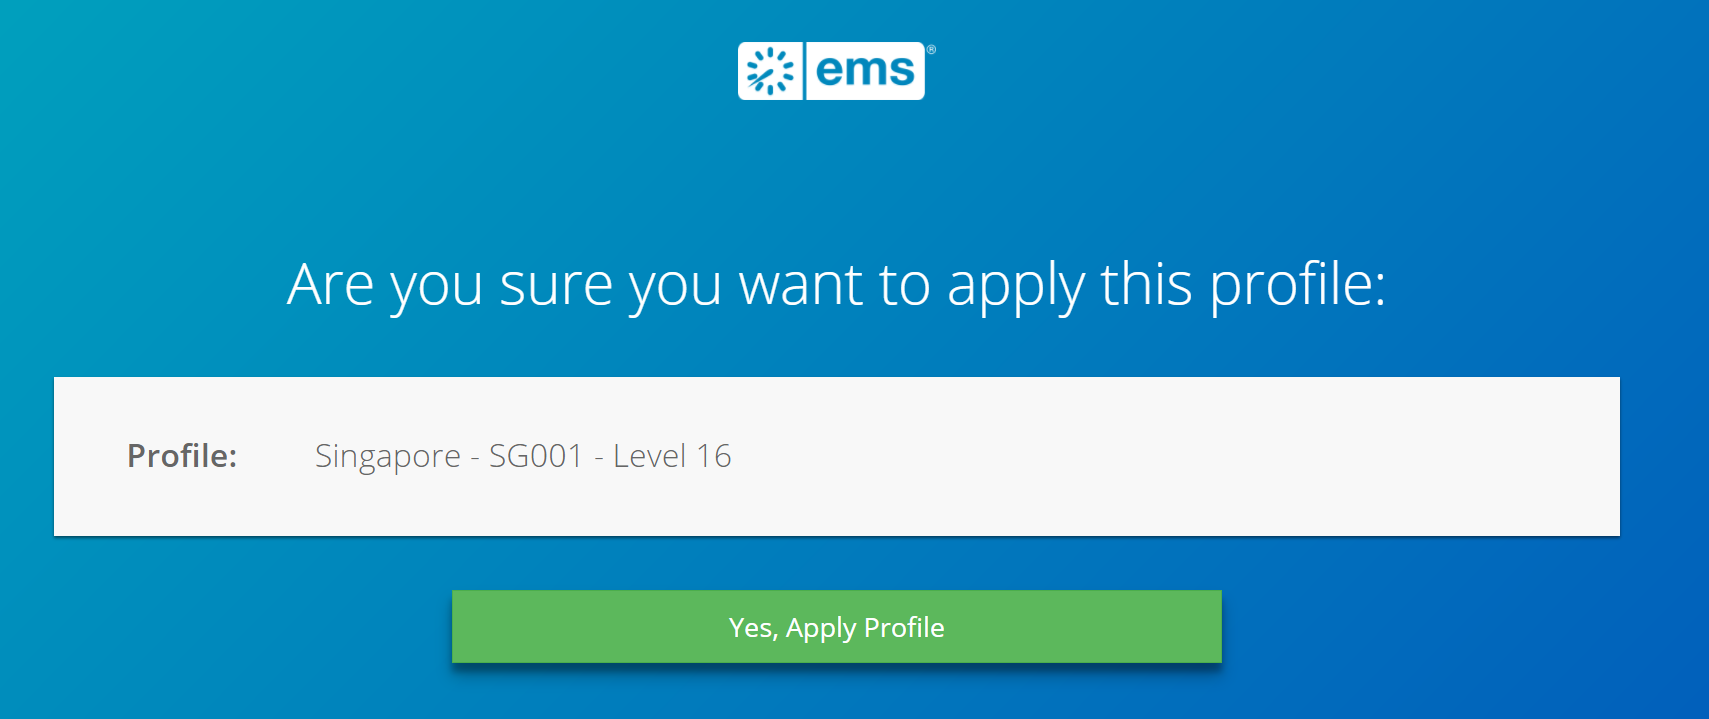 ems®
Are you sure you want to apply this profile:
Profile: Singapore - SG001 - Level 16
Yes, Apply Profile